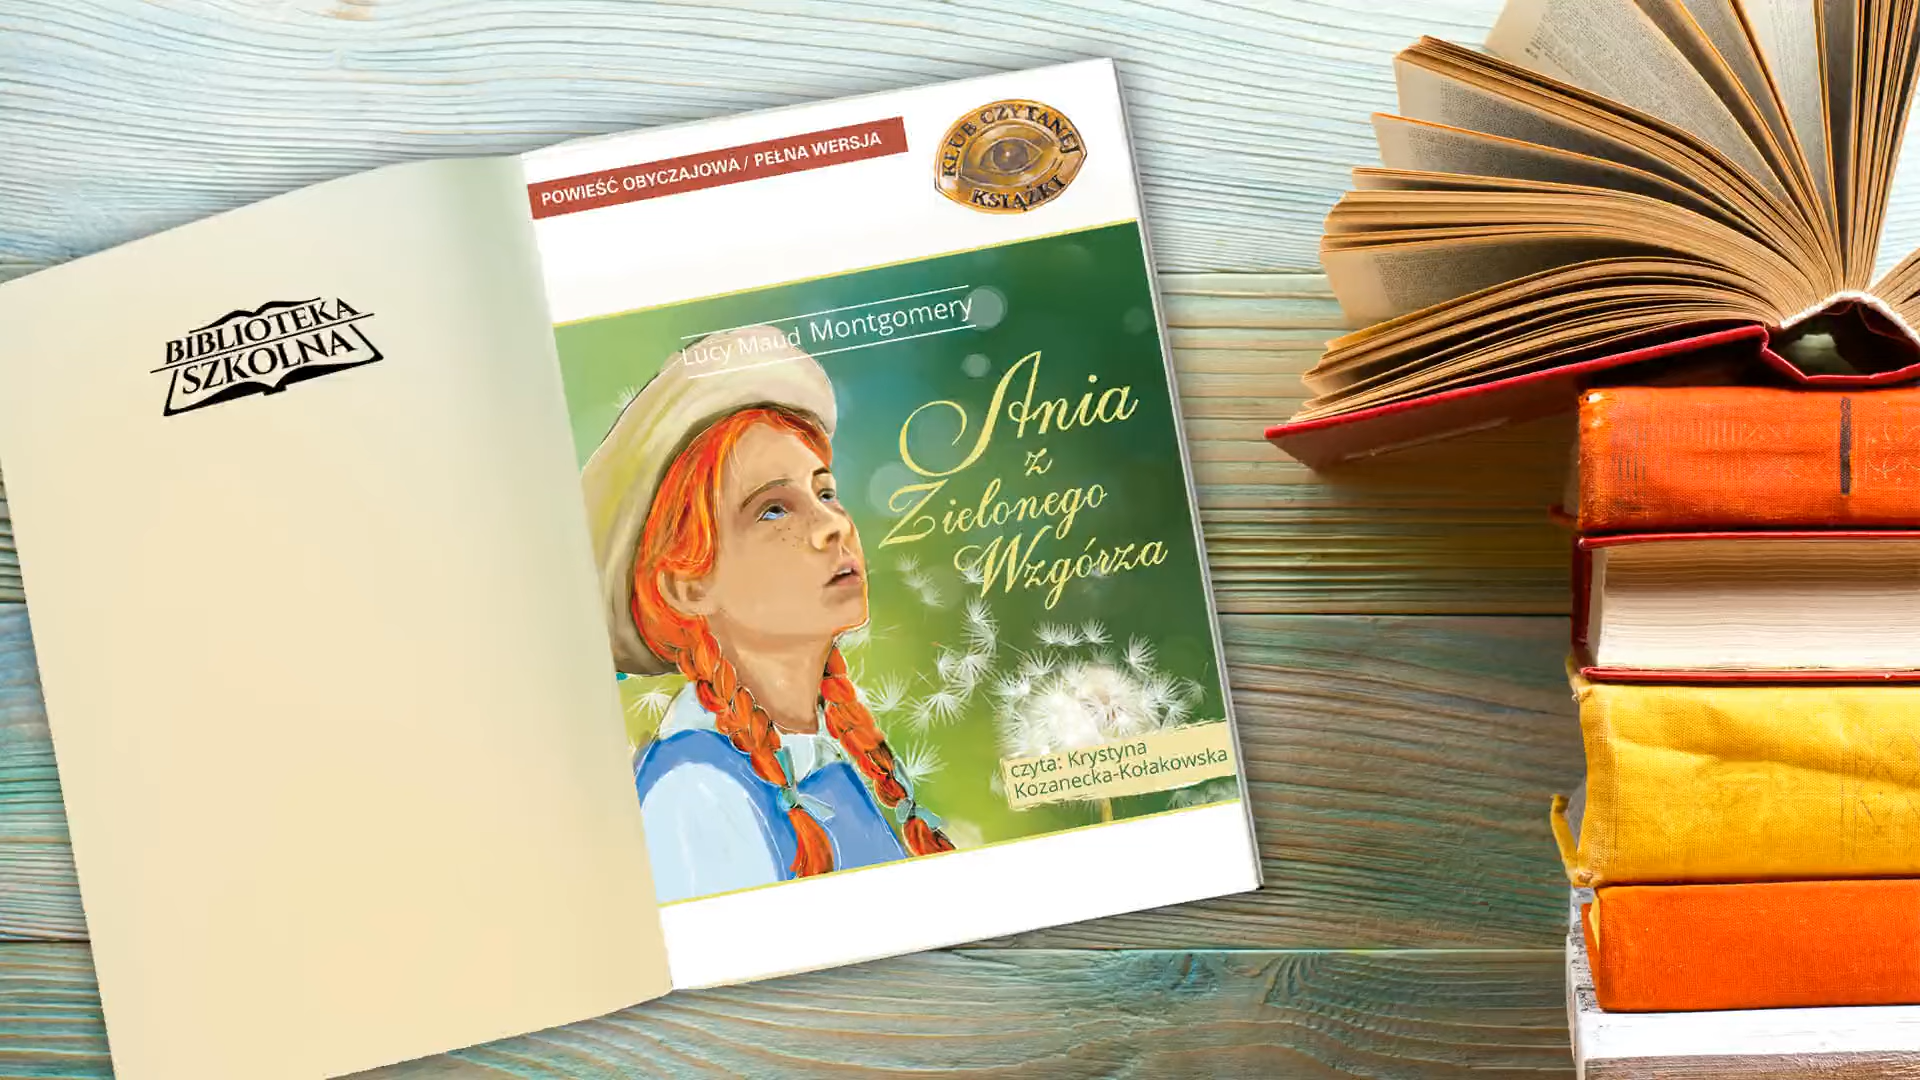 BIBLIOTEKA
SZKOLNA
POWIEŚĆ OBYCZAJOWA / PEŁNA WERSJA
KLUB CZYTANEJ
KSIĄŻKI
Lucy Maud Montgomery
Ania
z
Zielonego
Wzgórza
czyta: Krystyna
Kozanecka-Kołakowska